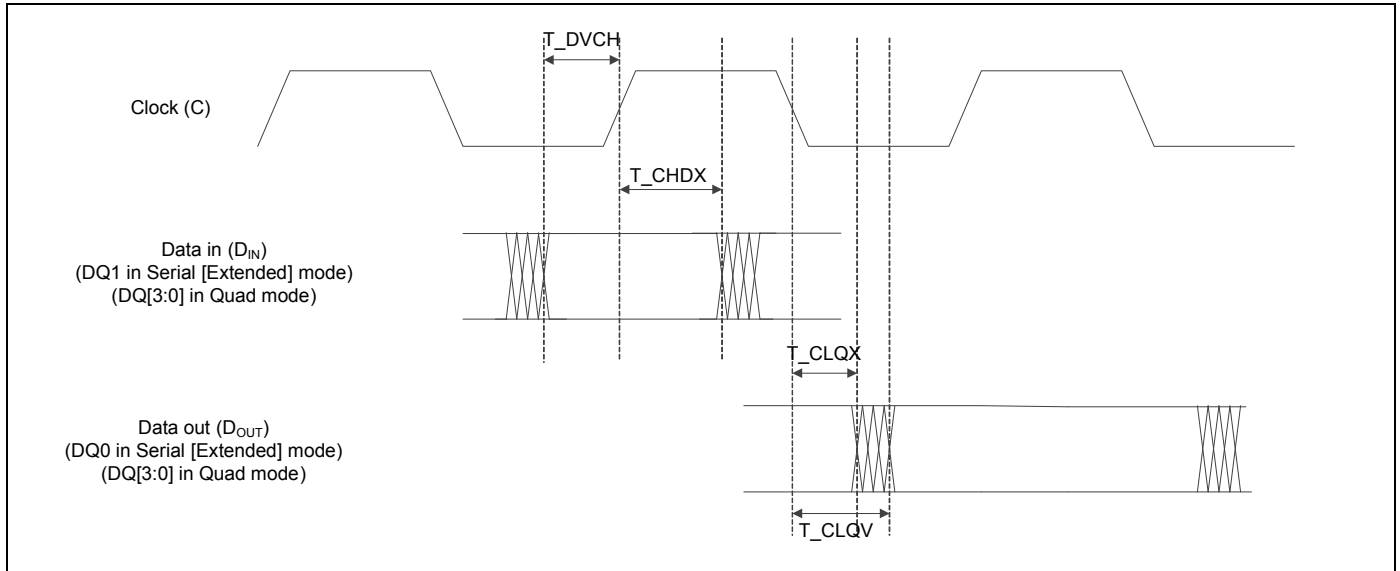 T_DVCH
Clock (C)
T_CHDX
Data in (D_IN)
(DQ1 in Serial [Extended] mode)
(DQ[3:0] in Quad mode)
T_CLQX
Data out (D_OUT)
(DQ0 in Serial [Extended] mode)
(DQ[3:0] in Quad mode)
T_CLQV